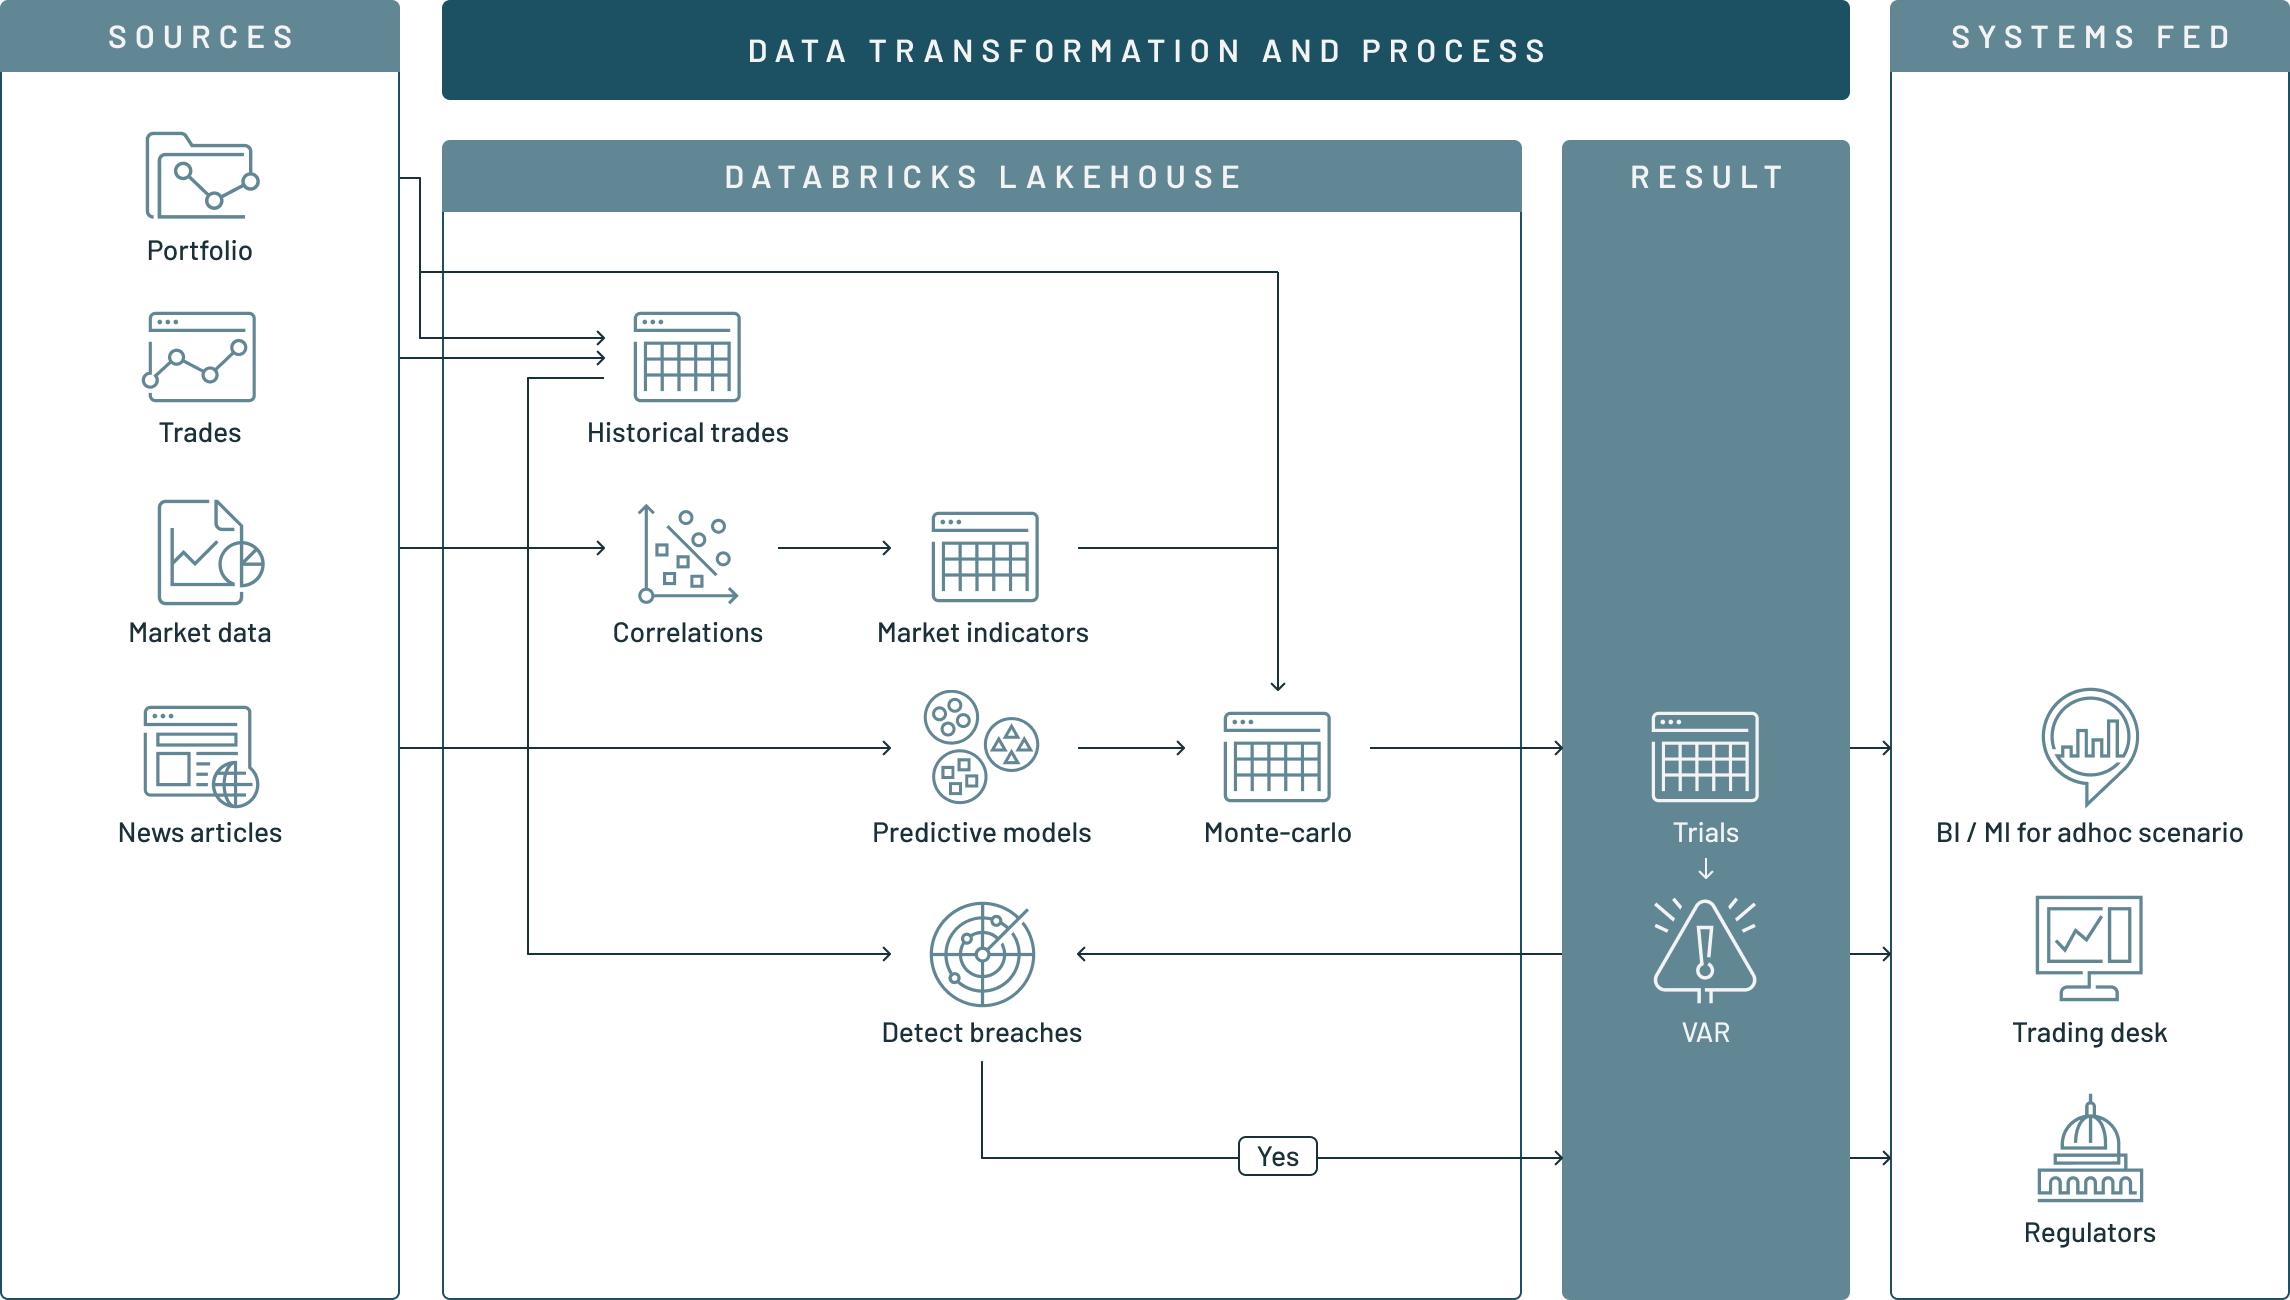 SOURCES
DATA TRANSFORMATION AND PROCESS
SYSTEMS FED
DATABRICKS LAKEHOUSE
RESULT
Portfolio
Trades
Market data
News articles
Historical trades
Correlations
Market indicators
Predictive models
Monte-carlo
Detect breaches
Yes
Trials
VAR
BI / MI for adhoc scenario
Trading desk
Regulators